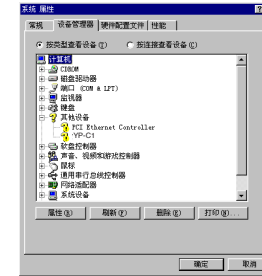 系统 属性
?
常规 设备管理器 硬件配置文件 性能
按类型查看设备(T) 按连接查看设备(C)
计算机
CDROM
磁盘驱动器
端口 (COM & LPT)
监视器
键盘
其他设备
PCI Ethernet Controller
YP-C1
软盘控制器
声音、视频和游戏控制器
鼠标
通用串行总线控制器
网络适配器
系统设备
属性(R) 刷新(F) 删除(E) 打印(N)...
确定 取消